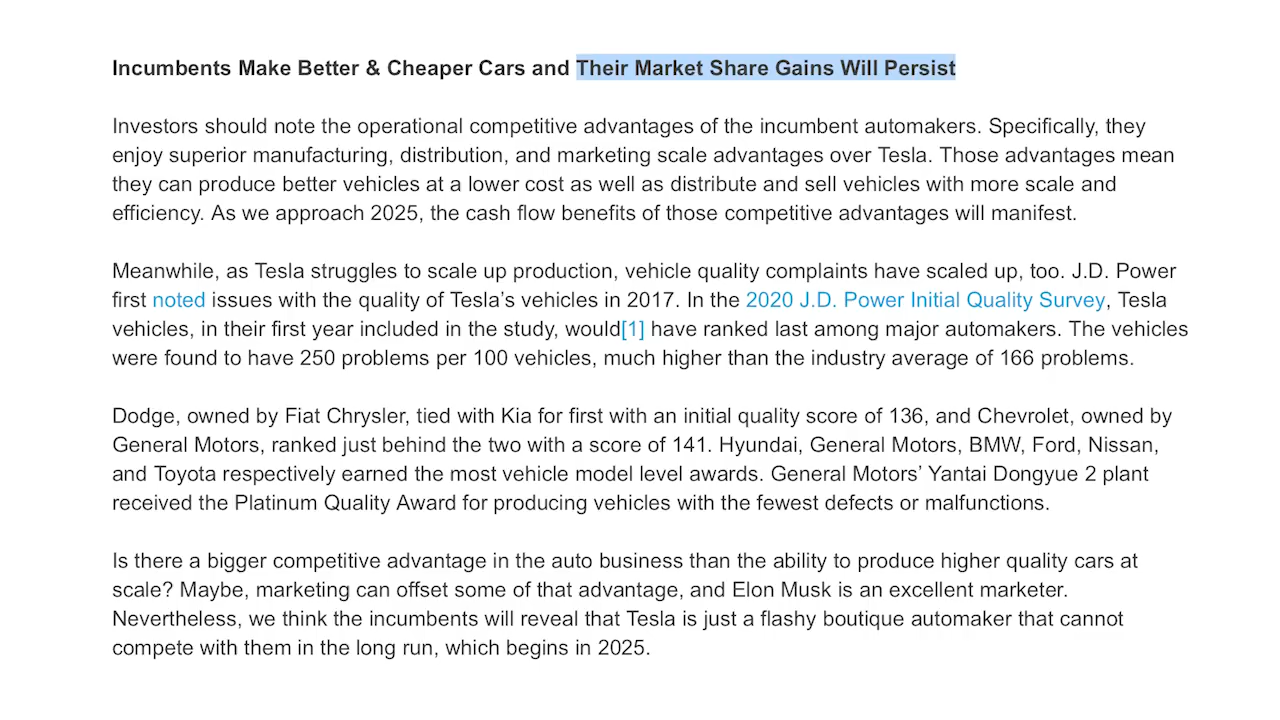 Incumbents Make Better & Cheaper Cars and Their Market Share Gains Will Persist
Investors should note the operational competitive advantages of the incumbent automakers. Specifically, they
enjoy superior manufacturing, distribution, and marketing scale advantages over Tesla. Those advantages mean
they can produce better vehicles at a lower cost as well as distribute and sell vehicles with more scale and
efficiency. As we approach 2025, the cash flow benefits of those competitive advantages will manifest.
Meanwhile, as Tesla struggles to scale up production, vehicle quality complaints have scaled up, too. J.D. Power
first noted issues with the quality of Tesla’s vehicles in 2017. In the 2020 J.D. Power Initial Quality Survey, Tesla
vehicles, in their first year included in the study, would[1] have ranked last among major automakers. The vehicles
were found to have 250 problems per 100 vehicles, much higher than the industry average of 166 problems.
Dodge, owned by Fiat Chrysler, tied with Kia for first with an initial quality score of 136, and Chevrolet, owned by
General Motors, ranked just behind the two with a score of 141. Hyundai, General Motors, BMW, Ford, Nissan,
and Toyota respectively earned the most vehicle model level awards. General Motors’ Yantai Dongyue 2 plant
received the Platinum Quality Award for producing vehicles with the fewest defects or malfunctions.
Is there a bigger competitive advantage in the auto business than the ability to produce higher quality cars at
scale? Maybe, marketing can offset some of that advantage, and Elon Musk is an excellent marketer.
Nevertheless, we think the incumbents will reveal that Tesla is just a flashy boutique automaker that cannot
compete with them in the long run, which begins in 2025.